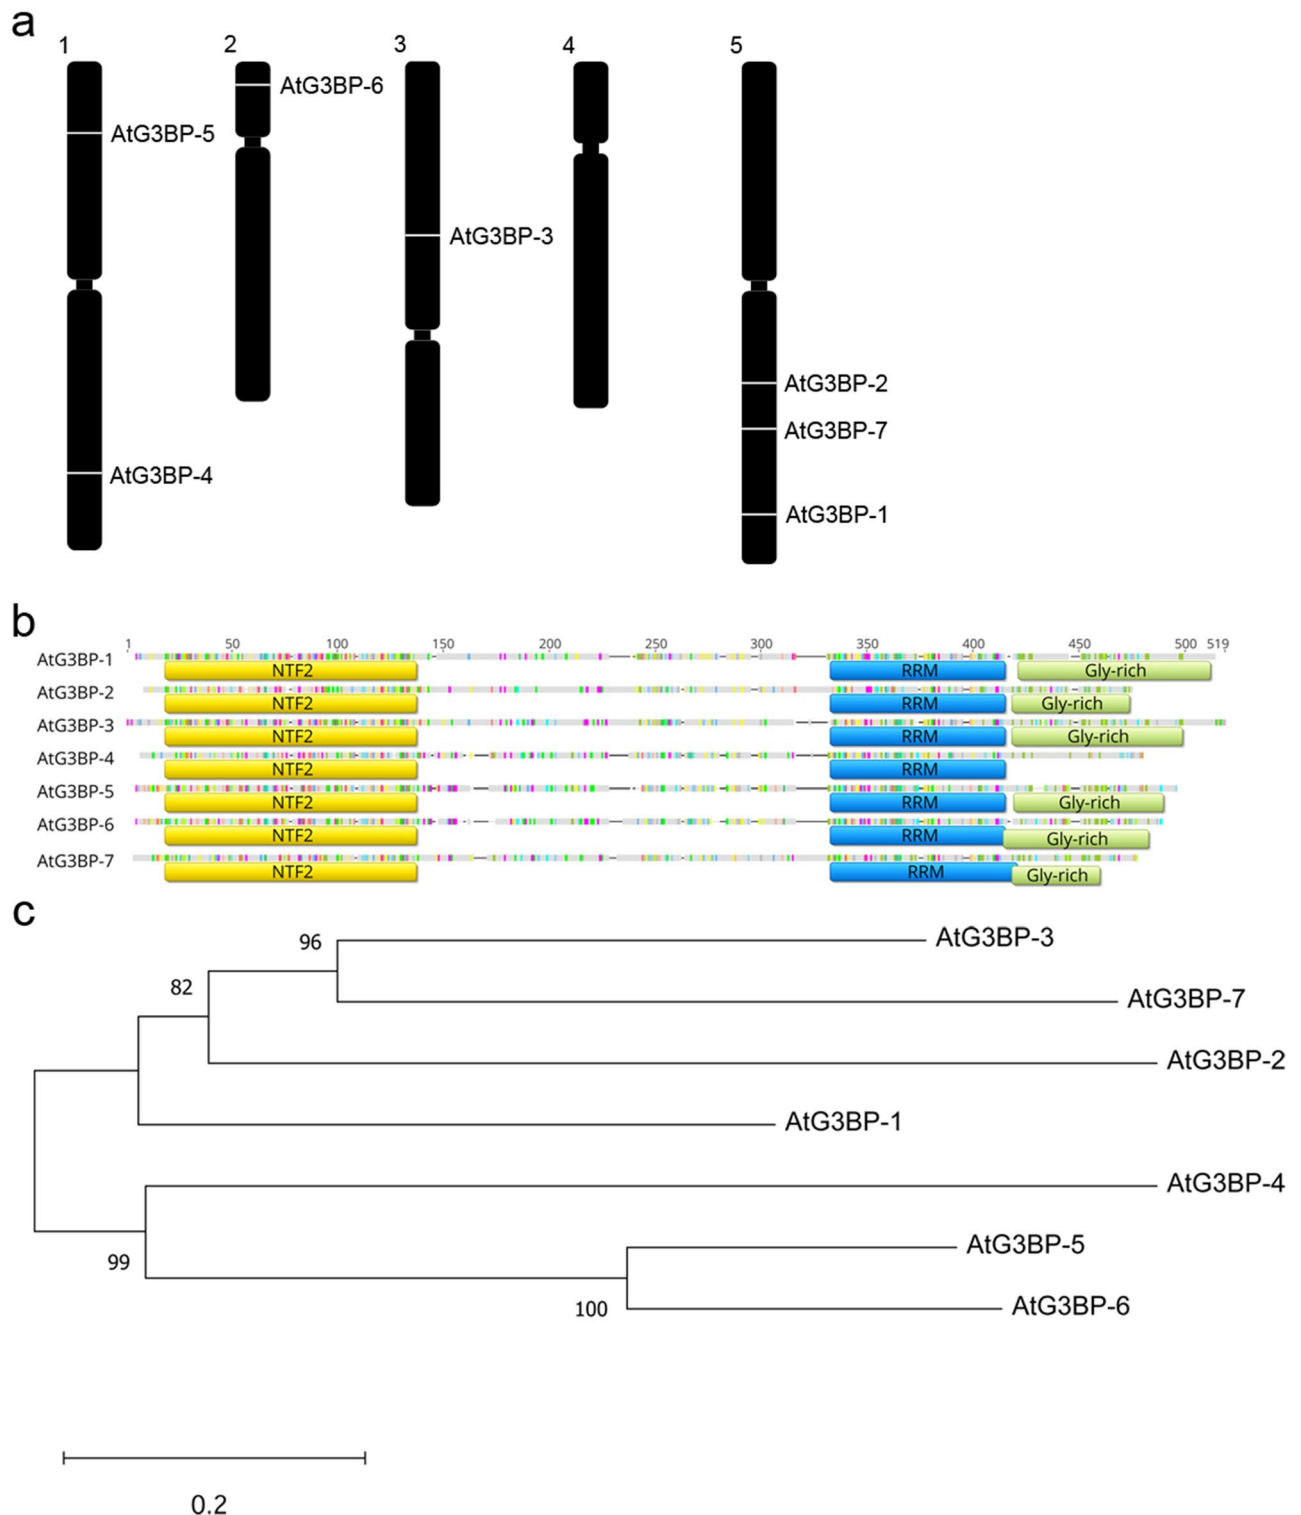 a
1 2 3 4 5
AtG3BP-6
AtG3BP-5
AtG3BP-3
AtG3BP-2
AtG3BP-7
AtG3BP-4
AtG3BP-1
b
1 50 100 150 200 250 300 350 400 450 500 519
AtG3BP-1
NTF2 RRM Gly-rich
AtG3BP-2
NTF2 RRM Gly-rich
AtG3BP-3
NTF2 RRM Gly-rich
AtG3BP-4
NTF2 RRM
AtG3BP-5
NTF2 RRM Gly-rich
AtG3BP-6
NTF2 RRM Gly-rich
AtG3BP-7
NTF2 RRM Gly-rich
c
96 AtG3BP-3
82
AtG3BP-7
AtG3BP-2
AtG3BP-1
AtG3BP-4
AtG3BP-5
99
100 AtG3BP-6
0.2